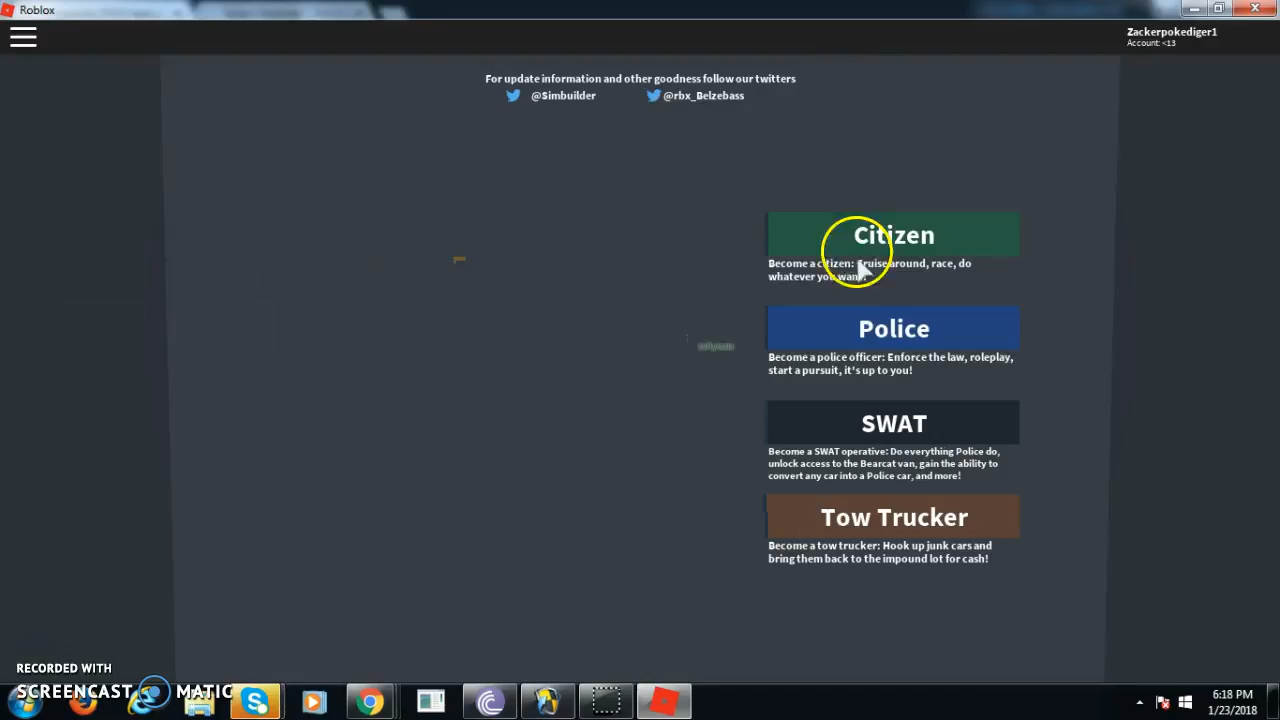 Roblox
Zackerpokediger1
Account: <13
For update information and other goodness follow our twitters
@Simbuilder @rbx_Belzebass
Citizen
Become a citizen: Cruise around, race, do
whatever you want!
Police
Become a police officer: Enforce the law, roleplay,
start a pursuit, it's up to you!
SWAT
Become a SWAT operative: Do everything Police do,
unlock access to the Bearcat van, gain the ability to
convert any car into a Police car, and more!
Tow Trucker
Become a tow trucker: Hook up junk cars and
bring them back to the impound lot for cash!
RECORDED WITH
SCREENCAST MATIC
6:18 PM
1/23/2018